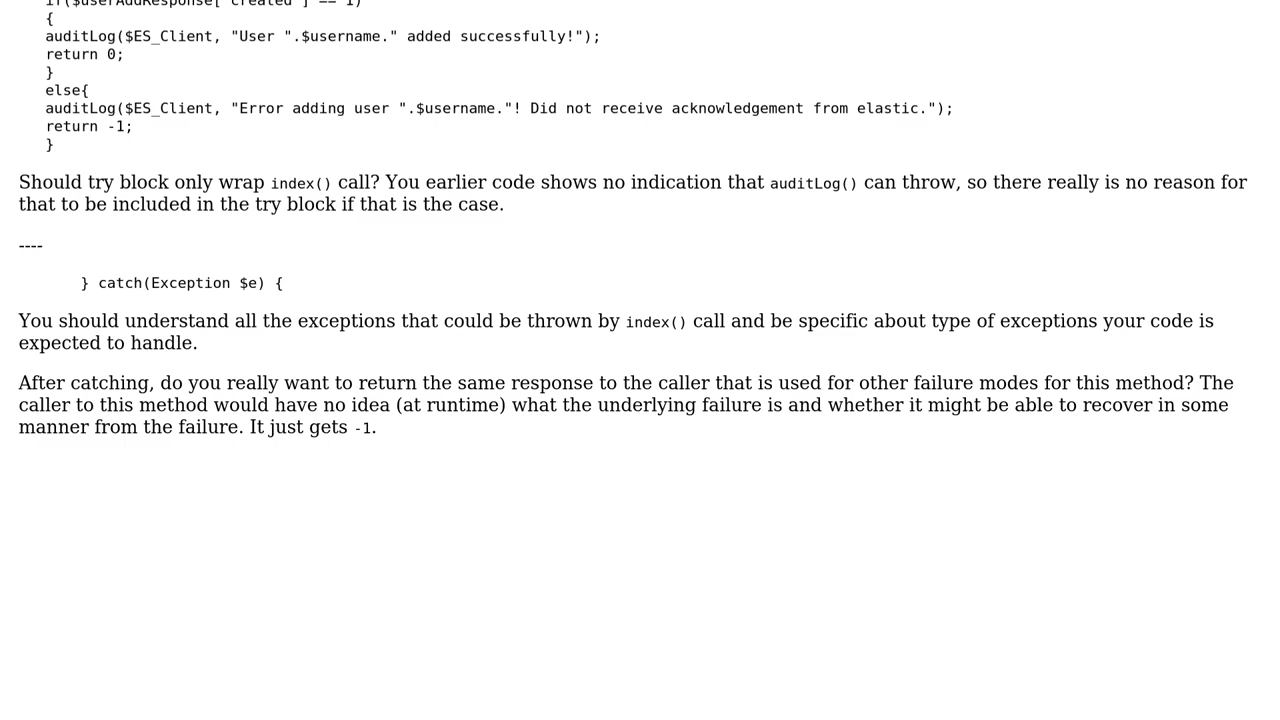 if($userAddResponse['created'] == 1)
{
auditLog($ES_Client, "User ".$username." added successfully!");
return 0;
}
else{
auditLog($ES_Client, "Error adding user ".$username."! Did not receive acknowledgement from elastic.");
return -1;
}
Should try block only wrap index() call? You earlier code shows no indication that auditLog() can throw, so there really is no reason for
that to be included in the try block if that is the case.
----
} catch(Exception $e) {
You should understand all the exceptions that could be thrown by index() call and be specific about type of exceptions your code is
expected to handle.
After catching, do you really want to return the same response to the caller that is used for other failure modes for this method? The
caller to this method would have no idea (at runtime) what the underlying failure is and whether it might be able to recover in some
manner from the failure. It just gets -1.